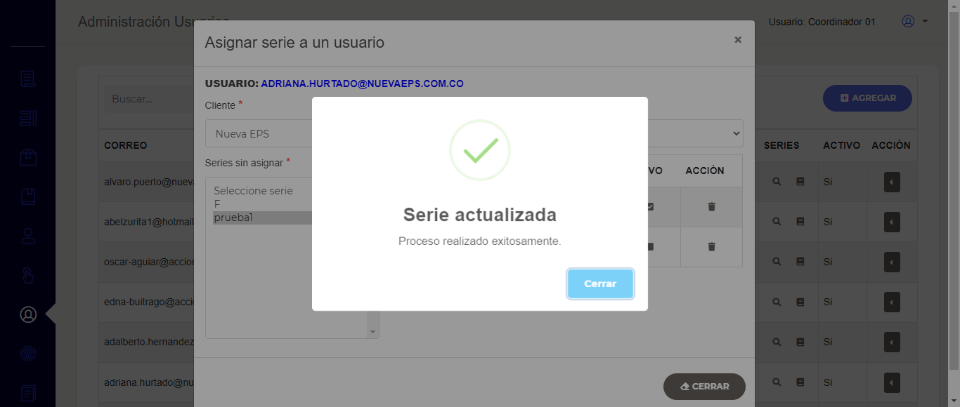 Administración Usuarios
Usuario: Coordinador 01
Asignar serie a un usuario
×
USUARIO: ADRIANA.HURTADO@NUEVAEPS.COM.CO
Cliente *
Nueva EPS
Series sin asignar *
Seleccione serie
F
prueba1
ACCIÓN
Serie actualizada
Proceso realizado exitosamente.
Cerrar
CERRAR
Buscar...
AGREGAR
CORREO
SERIES
ACTIVO
ACCIÓN
alvaro.puerto@nuev
Si
abelzurita1@hotmail
Si
oscar-aguiar@accio
Si
edna-buitrago@acci
Si
adalberto.hernandez
Si
adriana.hurtado@nu
Si